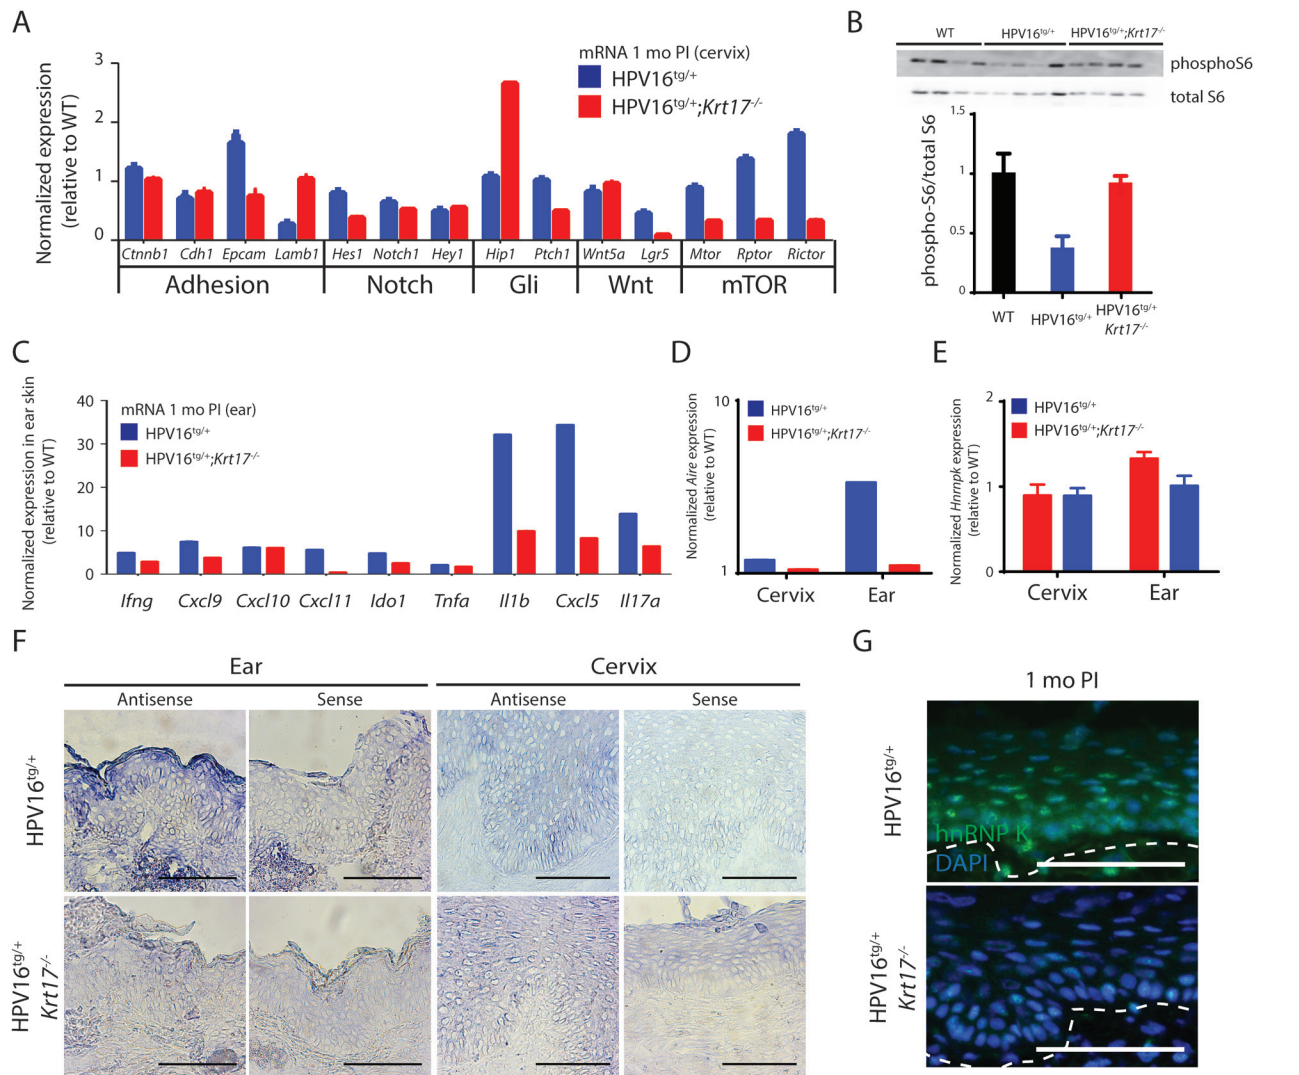 A
Normalized expression
(relative to WT)
3
2
1
0
mRNA 1 mo PI (cervix)
HPV16tg/+
HPV16tg/+;Krt17-/-
Ctnnb1 Cdh1 Epcam Lamb1 Hes1 Notch1 Hey1 Hip1 Ptch1 Wnt5a Lgr5 Mtor Rptor Rictor
Adhesion Notch Gli Wnt mTOR
B
WT HPV16tg/+ HPV16tg/+;Krt17-/-
phosphoS6
total S6
phospho-S6/total S6
1.5
1
0.5
0
WT HPV16tg/+ HPV16tg/+
Krt17-/-
C
Normalized expression in ear skin
(relative to WT)
40
30
20
10
0
mRNA 1 mo PI (ear)
HPV16tg/+
HPV16tg/+;Krt17-/-
Ifng Cxcl9 Cxcl10 Cxcl11 Ido1 Tnfa Il1b Cxcl5 Il17a
D
Normalized Aire expression
(relative to WT)
10
1
HPV16tg/+
HPV16tg/+;Krt17-/-
Cervix Ear
E
Normalized Hnrnpk expression
(relative to WT)
2
1
0
HPV16tg/+
HPV16tg/+;Krt17-/-
Cervix Ear
F
Ear Cervix
Antisense Sense Antisense Sense
HPV16tg/+
HPV16tg/+
Krt17-/-
G
1 mo PI
HPV16tg/+
hnRNP K
DAPI
HPV16tg/+
Krt17-/-